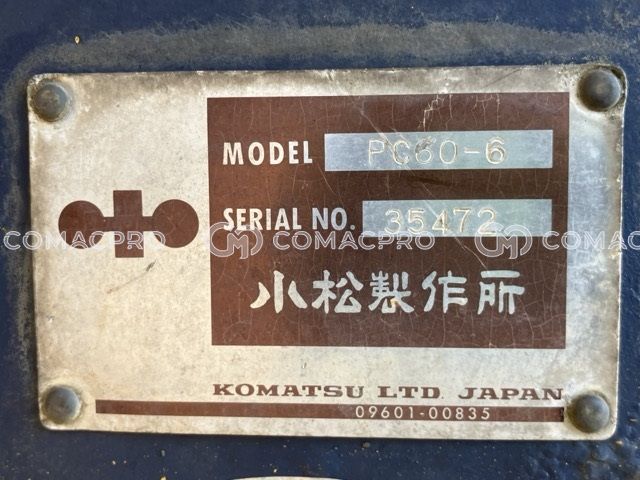 MODEL PC60-6
SERIAL NO. 35472
COMACPRO COMACPRO COMACPRO
小松製作所
KOMATSU LTD. JAPAN
09601-00835